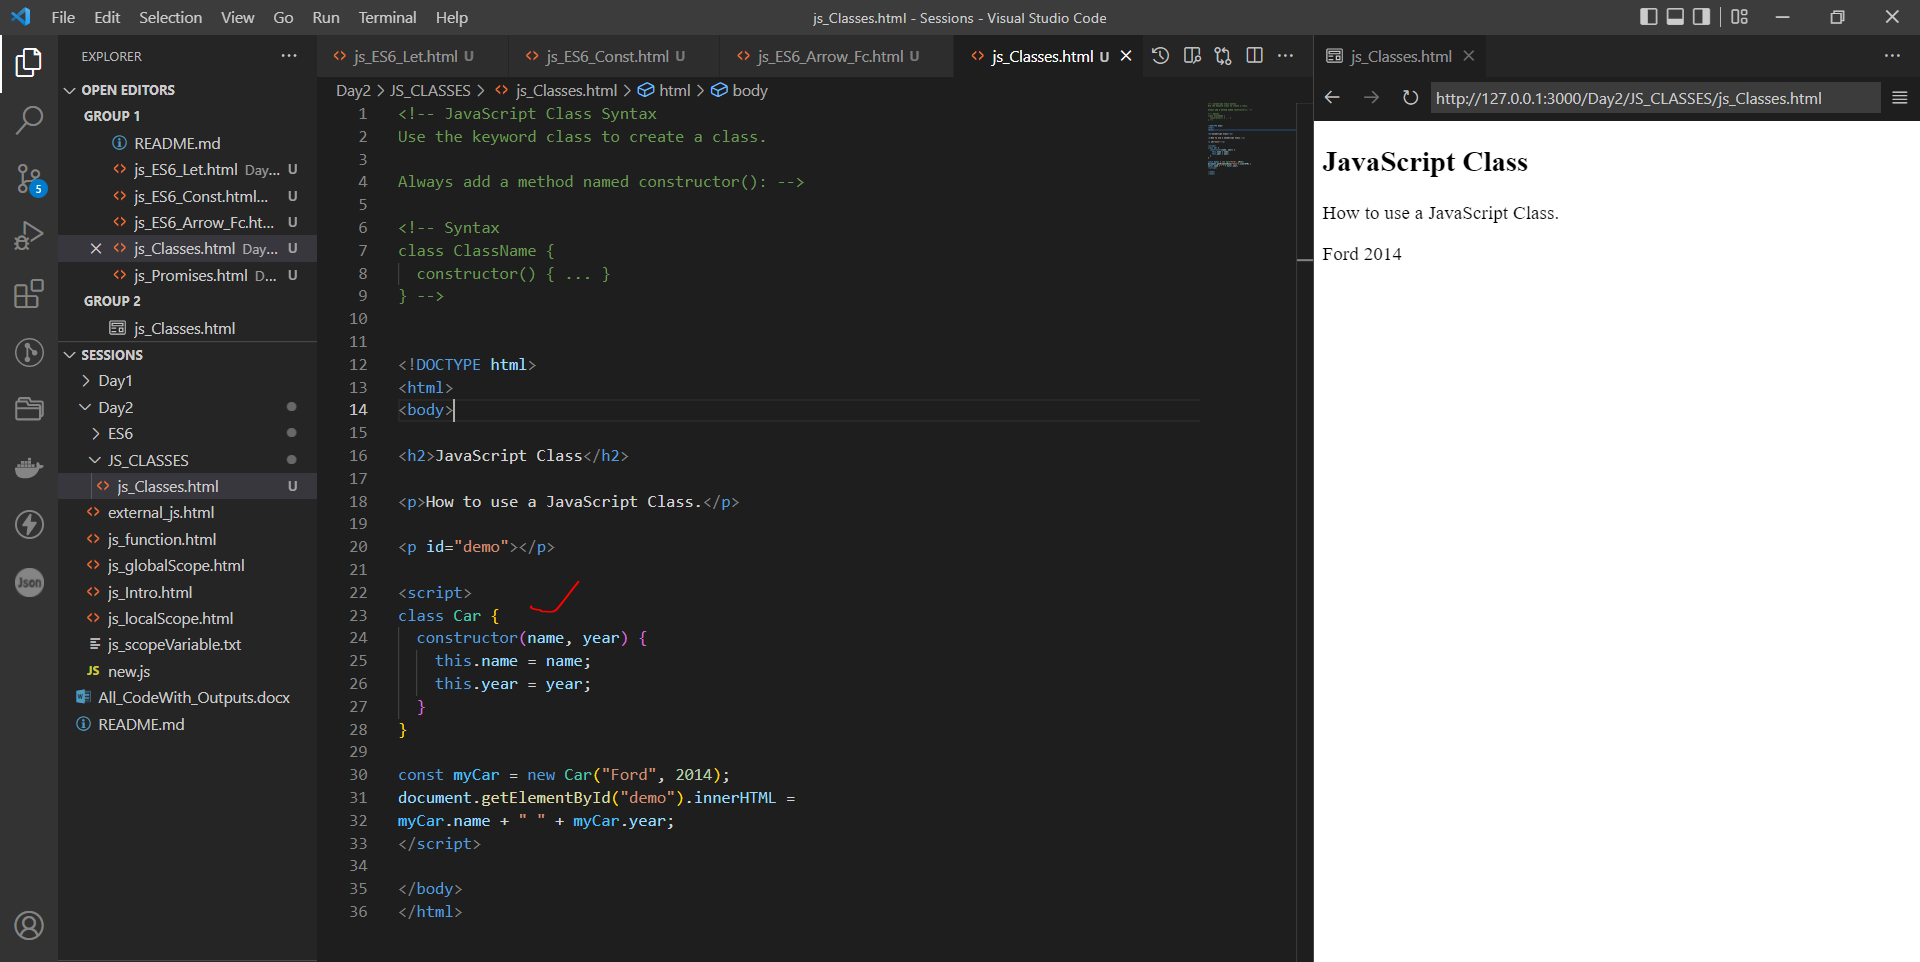 File Edit Selection View Go Run Terminal Help
js_Classes.html - Sessions - Visual Studio Code
EXPLORER
OPEN EDITORS
GROUP 1
README.md
js_ES6_Let.html Day... U
js_ES6_Const.html... U
js_ES6_Arrow_Fc.ht... U
js_Classes.html Day... U
js_Promises.html D... U
GROUP 2
js_Classes.html
SESSIONS
Day1
Day2
ES6
JS_CLASSES
js_Classes.html U
external_js.html
js_function.html
js_globalScope.html
js_Intro.html
js_localScope.html
js_scopeVariable.txt
JS new.js
All_CodeWith_Outputs.docx
README.md
5
Json
js_ES6_Let.html U js_ES6_Const.html U js_ES6_Arrow_Fc.html U js_Classes.html U
Day2 > JS_CLASSES > js_Classes.html > html > body
1 <!-- JavaScript Class Syntax
2 Use the keyword class to create a class.
3
4 Always add a method named constructor(): -->
5
6 <!-- Syntax
7 class ClassName {
8 constructor() { ... }
9 } -->
10
11
12 <!DOCTYPE html>
13 <html>
14 <body>
15
16 <h2>JavaScript Class</h2>
17
18 <p>How to use a JavaScript Class.</p>
19
20 <p id="demo"></p>
21
22 <script>
23 class Car {
24 constructor(name, year) {
25 this.name = name;
26 this.year = year;
27 }
28 }
29
30 const myCar = new Car("Ford", 2014);
31 document.getElementById("demo").innerHTML =
32 myCar.name + " " + myCar.year;
33 </script>
34
35 </body>
36 </html>
js_Classes.html
http://127.0.0.1:3000/Day2/JS_CLASSES/js_Classes.html
JavaScript Class
How to use a JavaScript Class.
Ford 2014